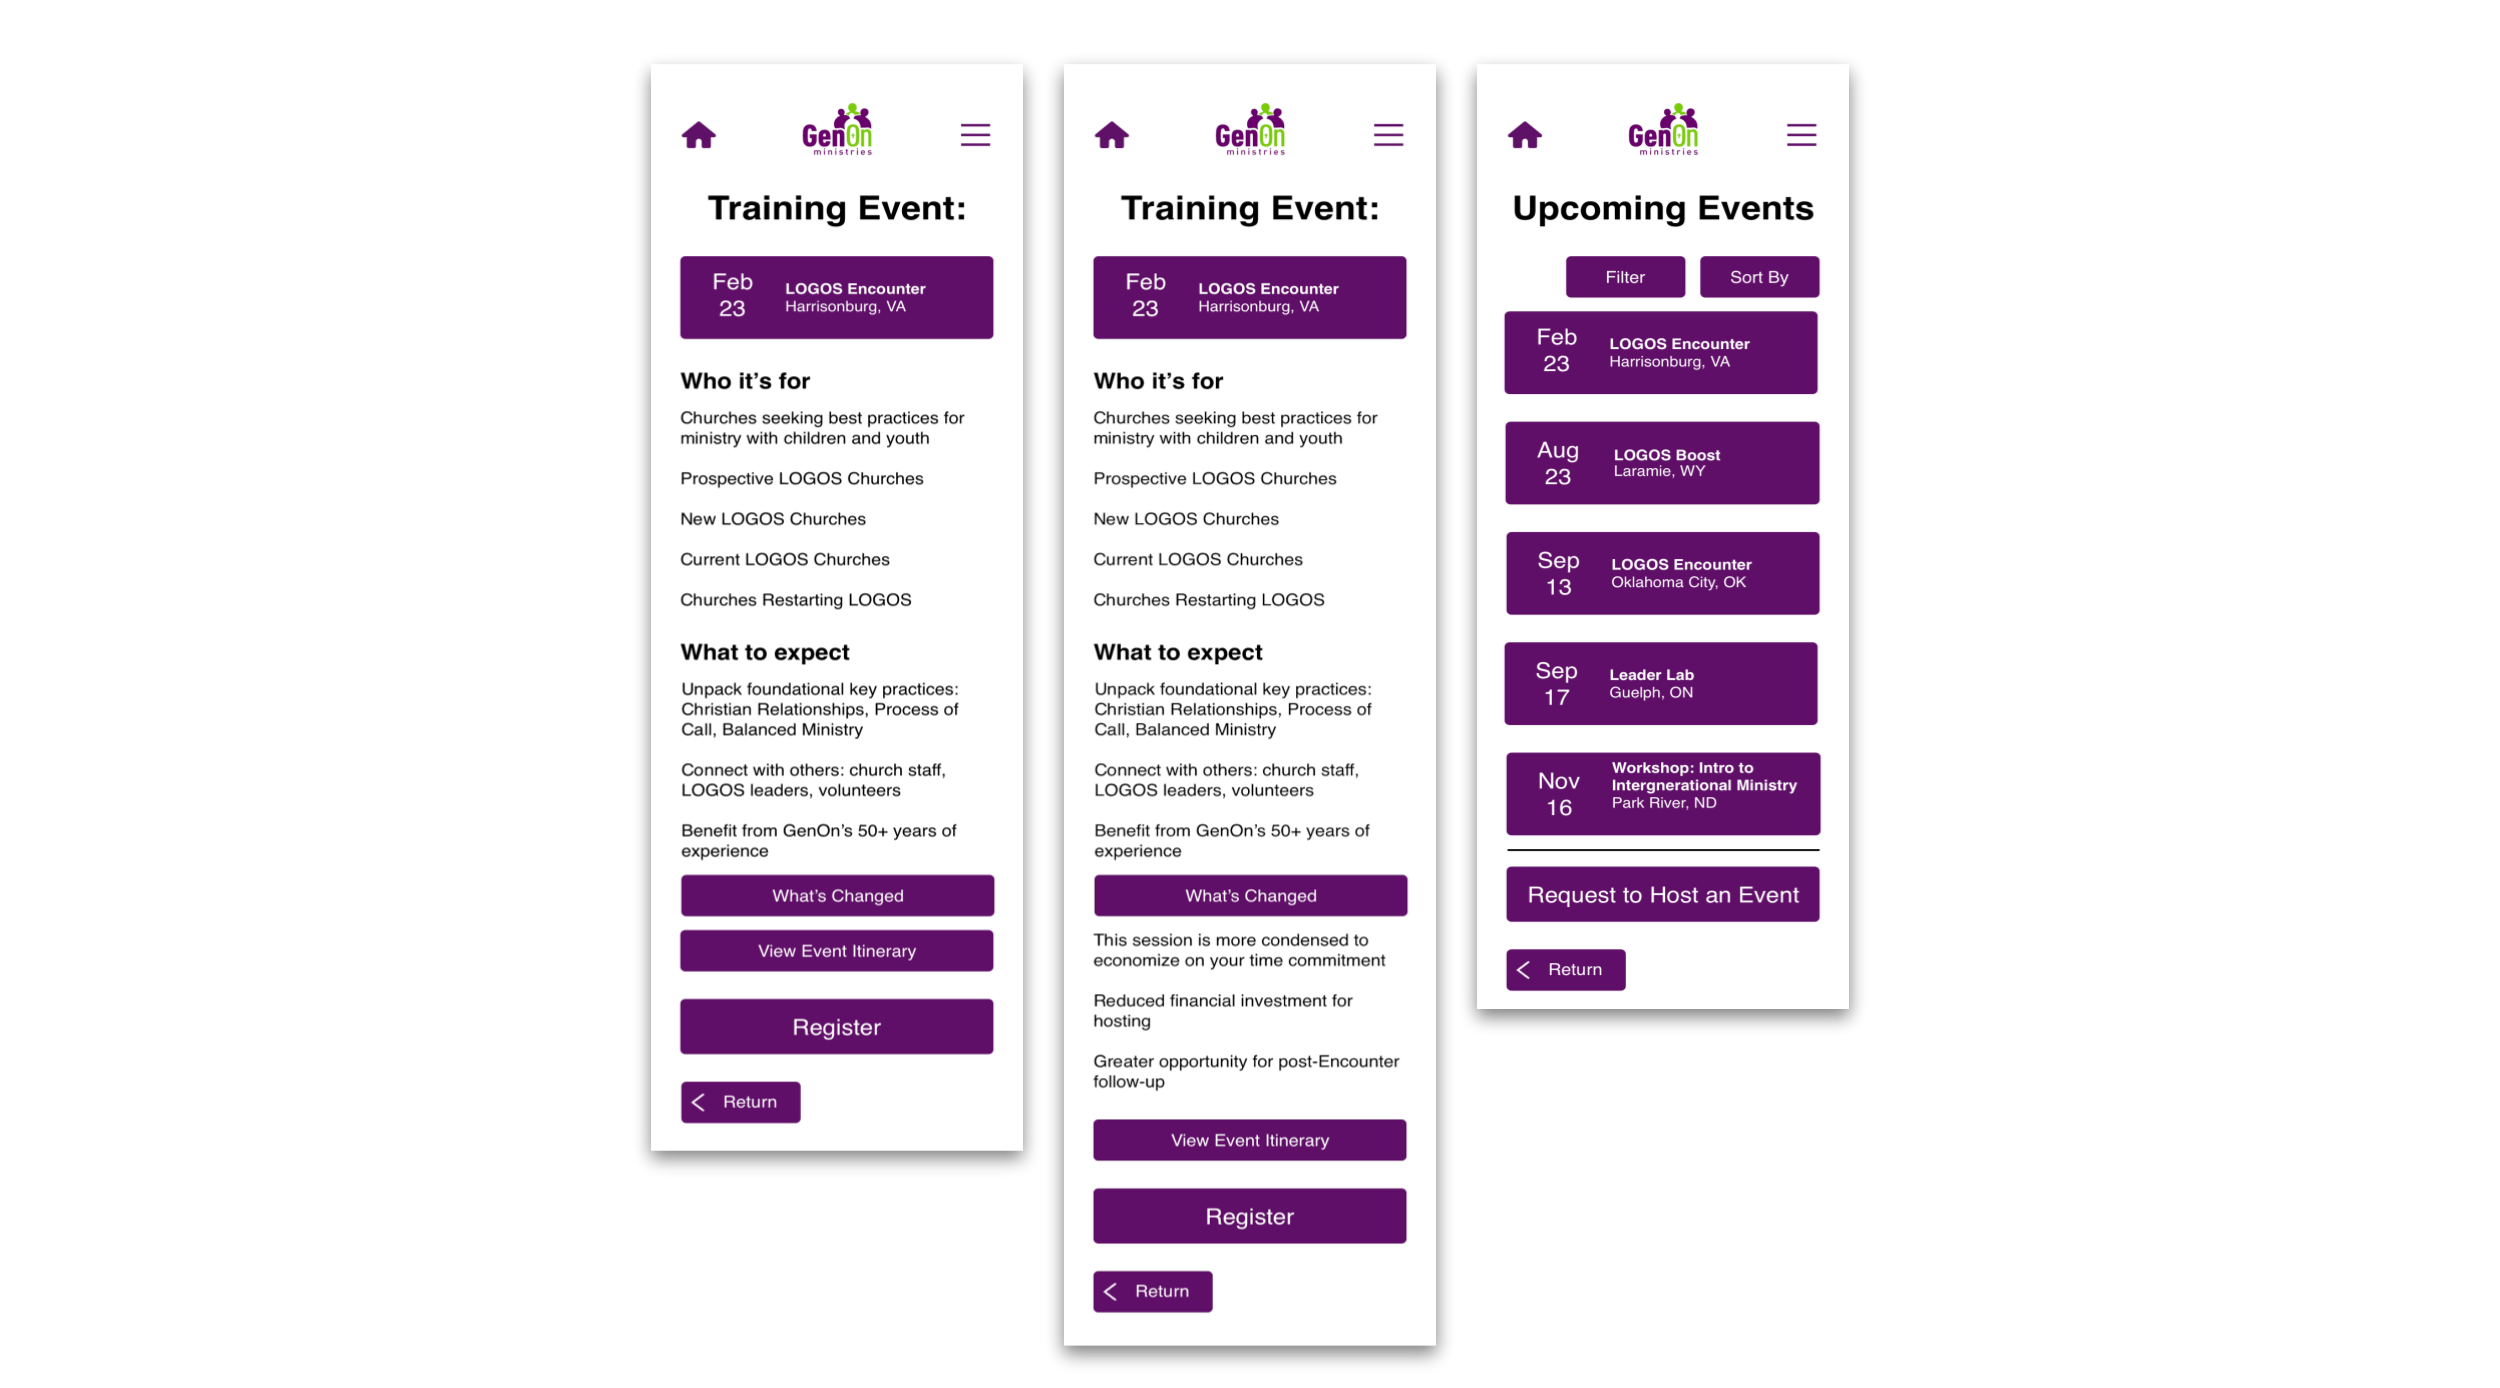 GenOn
ministries
Training Event:
Feb
23
LOGOS Encounter
Harrisonburg, VA
Who it's for
Churches seeking best practices for
ministry with children and youth
Prospective LOGOS Churches
New LOGOS Churches
Current LOGOS Churches
Churches Restarting LOGOS
What to expect
Unpack foundational key practices:
Christian Relationships, Process of
Call, Balanced Ministry
Connect with others: church staff,
LOGOS leaders, volunteers
Benefit from GenOn's 50+ years of
experience
What's Changed
View Event Itinerary
Register
Return
GenOn
ministries
Training Event:
Feb
23
LOGOS Encounter
Harrisonburg, VA
Who it's for
Churches seeking best practices for
ministry with children and youth
Prospective LOGOS Churches
New LOGOS Churches
Current LOGOS Churches
Churches Restarting LOGOS
What to expect
Unpack foundational key practices:
Christian Relationships, Process of
Call, Balanced Ministry
Connect with others: church staff,
LOGOS leaders, volunteers
Benefit from GenOn's 50+ years of
experience
What's Changed
This session is more condensed to
economize on your time commitment
Reduced financial investment for
hosting
Greater opportunity for post-Encounter
follow-up
View Event Itinerary
Register
Return
GenOn
ministries
Upcoming Events
Filter
Sort By
Feb
23
LOGOS Encounter
Harrisonburg, VA
Aug
23
LOGOS Boost
Laramie, WY
Sep
13
LOGOS Encounter
Oklahoma City, OK
Sep
17
Leader Lab
Guelph, ON
Nov
16
Workshop: Intro to
Intergnerational Ministry
Park River, ND
Request to Host an Event
Return